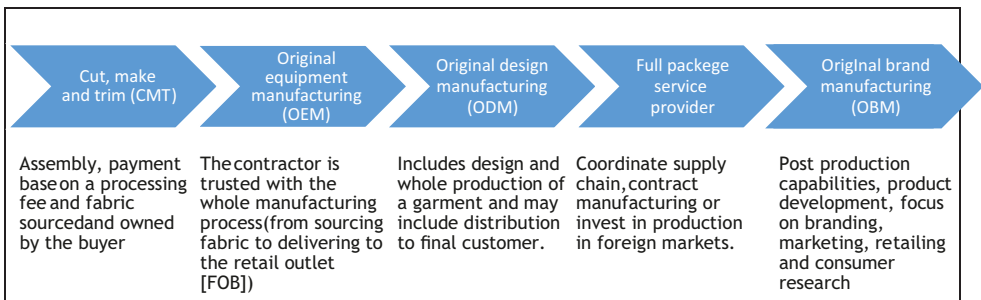 Cut, make
and trim (CMT)
Original
equipment
manufacturing
(OEM)
Original design
manufacturing
(ODM)
Full packege
service
provider
OrigInal brand
manufacturing
(OBM)
Assembly, payment
base on a processing
fee and fabric
sourcedand owned
by the buyer
The contractor is
trusted with the
whole manufacturing
process(from sourcing
fabric to delivering to
the retail outlet
[FOB])
Includes design and
whole production of
a garment and may
include distribution
to final customer.
Coordinate supply
chain,contract
manufacturing or
invest in production
in foreign markets.
Post production
capabilities, product
development, focus
on branding,
marketing, retailing
and consumer
research